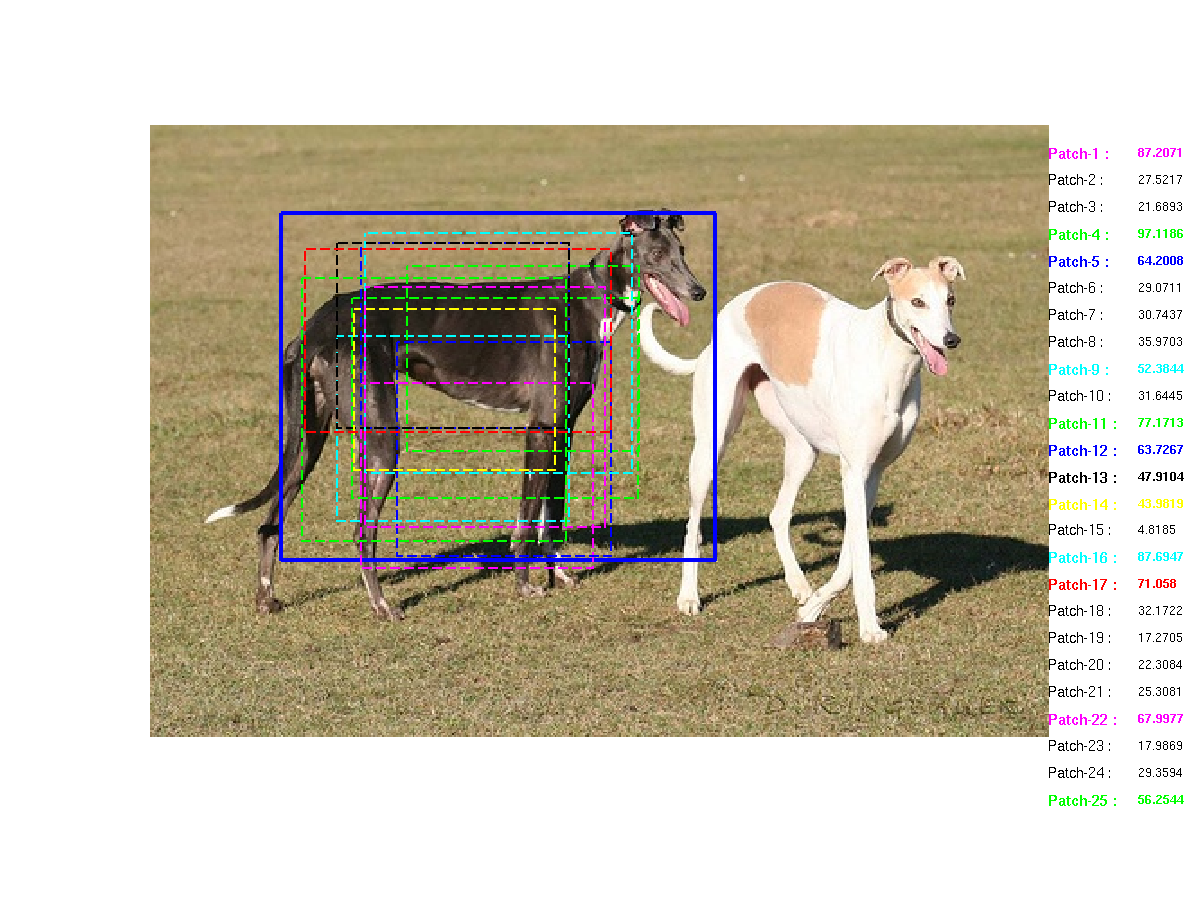 Patch-1 : 87.2071
Patch-2 : 27.5217
Patch-3 : 21.6893
Patch-4 : 97.1186
Patch-5 : 64.2008
Patch-6 : 29.0711
Patch-7 : 30.7437
Patch-8 : 35.9703
Patch-9 : 52.3844
Patch-10 : 31.6445
Patch-11 : 77.1713
Patch-12 : 63.7267
Patch-13 : 47.9104
Patch-14 : 43.9819
Patch-15 : 4.8185
Patch-16 : 87.6947
Patch-17 : 71.058
Patch-18 : 32.1722
Patch-19 : 17.2705
Patch-20 : 22.3084
Patch-21 : 25.3081
Patch-22 : 67.9977
Patch-23 : 17.9869
Patch-24 : 29.3594
Patch-25 : 56.2544